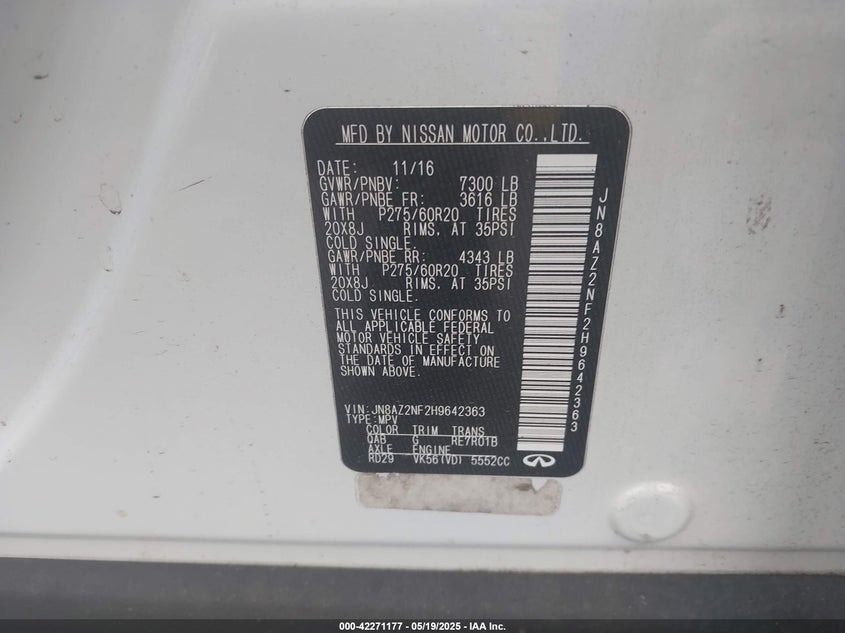 MFD BY NISSAN MOTOR CO.,LTD.
DATE: 11/16
GVWR/PNBV: 7300 LB
GAWR/PNBE FR: 3616 LB
WITH P275/60R20 TIRES
20X8J RIMS. AT 35PSI
COLD SINGLE.
GAWR/PNBE RR: 4343 LB
WITH P275/60R20 TIRES
20X8J RIMS. AT 35PSI
COLD SINGLE.
THIS VEHICLE CONFORMS TO
ALL APPLICABLE FEDERAL
MOTOR VEHICLE SAFETY
STANDARDS IN EFFECT ON
THE DATE OF MANUFACTURE
SHOWN ABOVE.
VIN:JN8AZ2NF2H9642363
TYPE:MPV
COLOR TRIM TRANS
QAB G RE7R01B
AXLE ENGINE
RD29 VK56(VD) 5552CC
JN8AZ2NF2H9642363
000-42271177 - 05/19/2025 - IAA Inc.